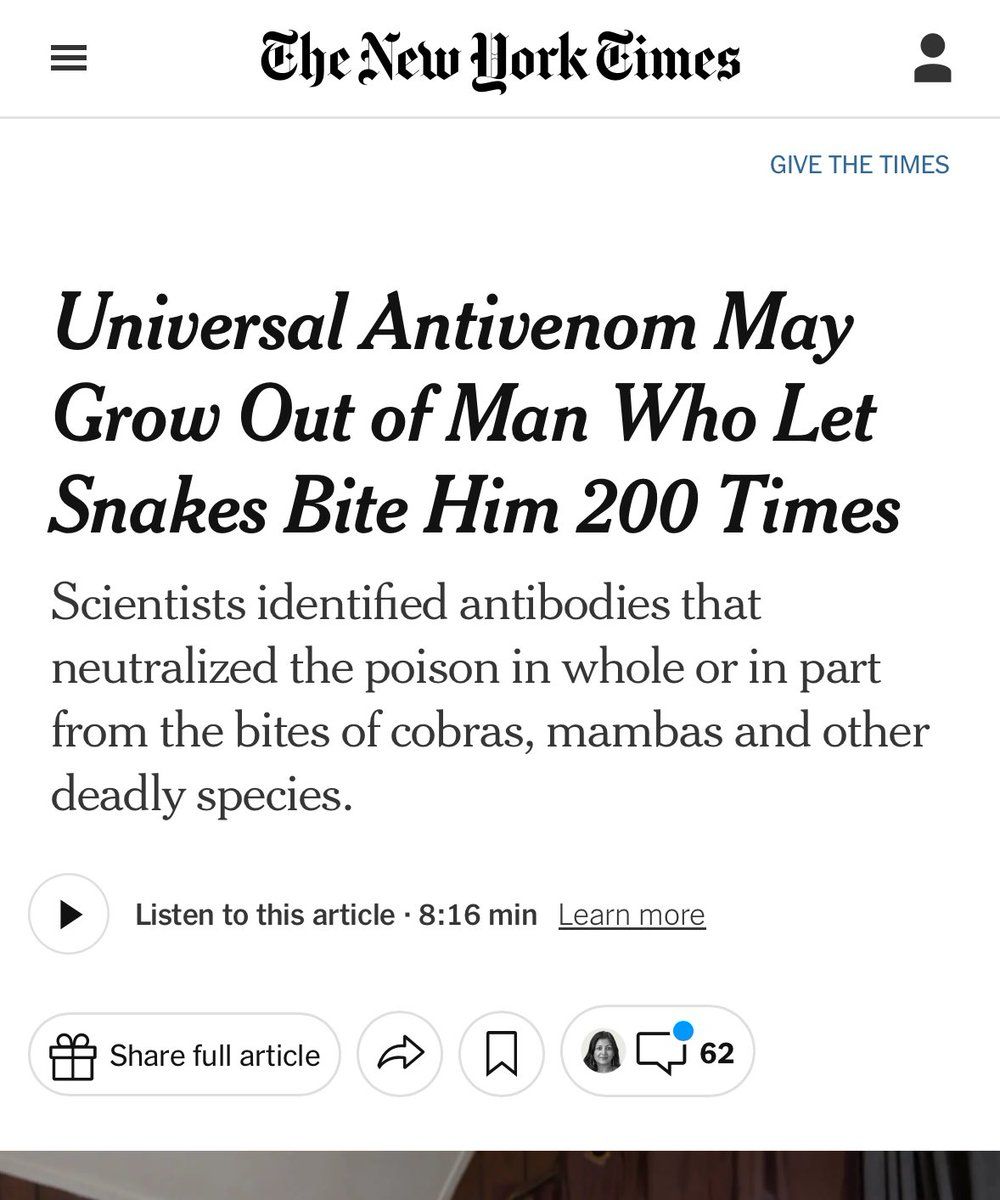 The New York Times
GIVE THE TIMES
Universal Antivenom May
Grow Out of Man Who Let
Snakes Bite Him 200 Times
Scientists identified antibodies that
neutralized the poison in whole or in part
from the bites of cobras, mambas and other
deadly species.
Listen to this article · 8:16 min Learn more
Share full article
62